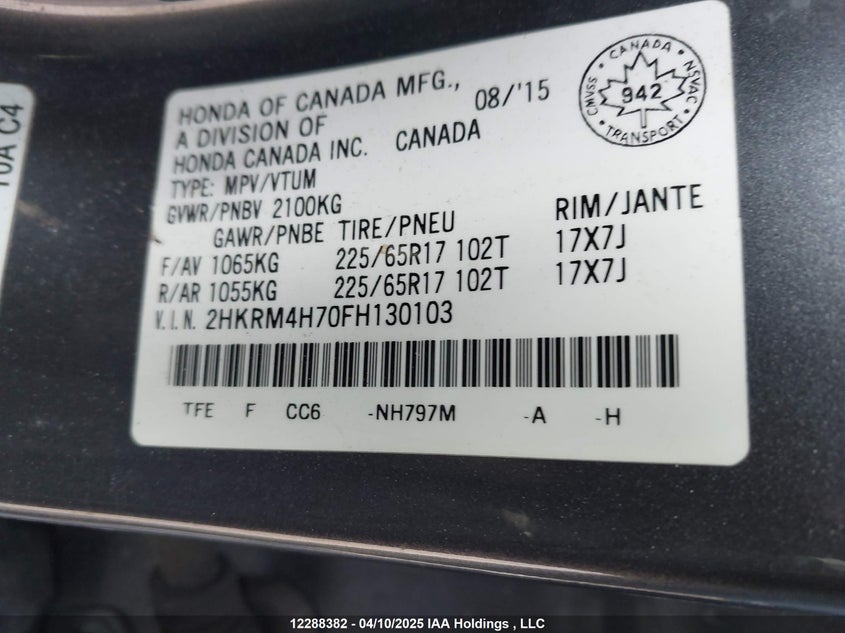 10A C4
HONDA OF CANADA MFG.,
A DIVISION OF
HONDA CANADA INC. CANADA
08/'15
CANADA
CMVSS
942
NSVAC
TRANSPORT
TYPE: MPV/VTUM
GVWR/PNBV 2100KG
GAWR/PNBE TIRE/PNEU RIM/JANTE
F/AV 1065KG 225/65R17 102T 17X7J
R/AR 1055KG 225/65R17 102T 17X7J
V.I.N. 2HKRM4H70FH130103
TFE F CC6 -NH797M -A -H
12288382 - 04/10/2025 IAA Holdings , LLC